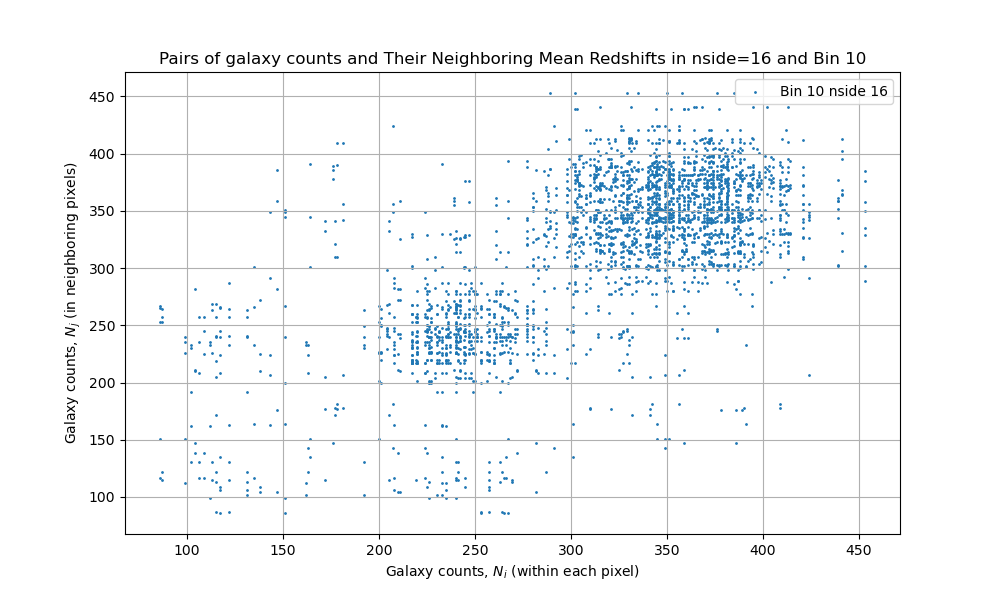 Pairs of galaxy counts and Their Neighboring Mean Redshifts in nside=16 and Bin 10
Bin 10 nside 16
450
400
350
300
250
200
150
100
Galaxy counts, N_j (in neighboring pixels)
100 150 200 250 300 350 400 450
Galaxy counts, N_i (within each pixel)